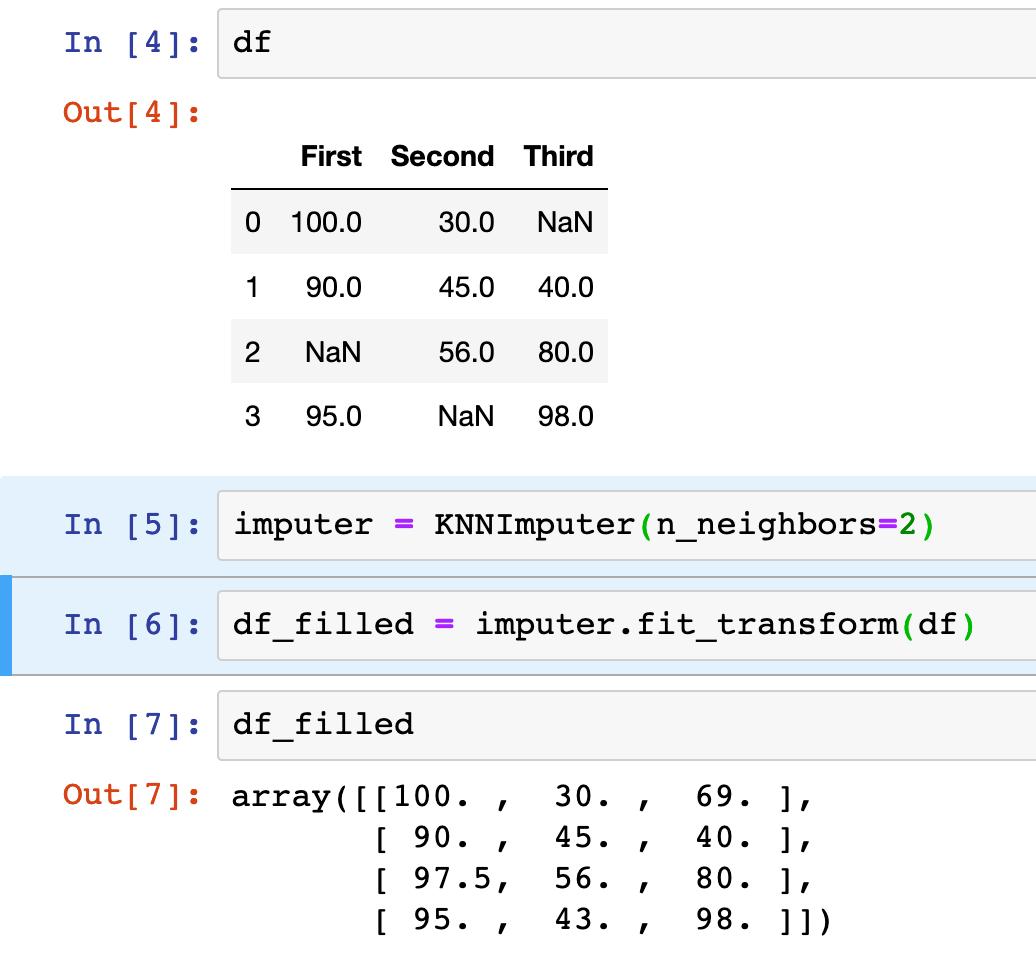 In [4]: df
Out[4]:
First Second Third
0 100.0 30.0 NaN
1 90.0 45.0 40.0
2 NaN 56.0 80.0
3 95.0 NaN 98.0
In [5]: imputer = KNNImputer(n_neighbors=2)
In [6]: df_filled = imputer.fit_transform(df)
In [7]: df_filled
Out[7]: array([[100. , 30. , 69. ],
[ 90. , 45. , 40. ],
[ 97.5, 56. , 80. ],
[ 95. , 43. , 98. ]])